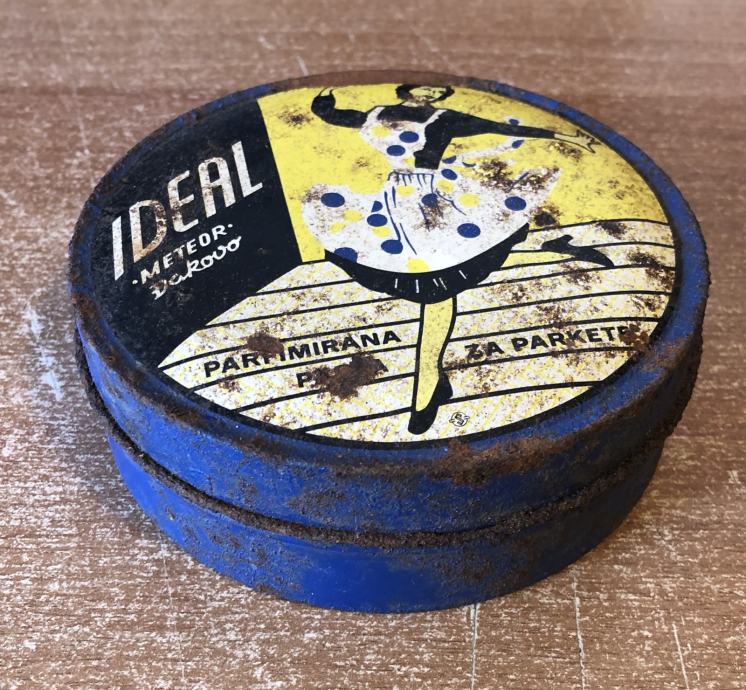 IDEAL
·METEOR·
Đakovo
PARFIMIRANA ZA PARKETE